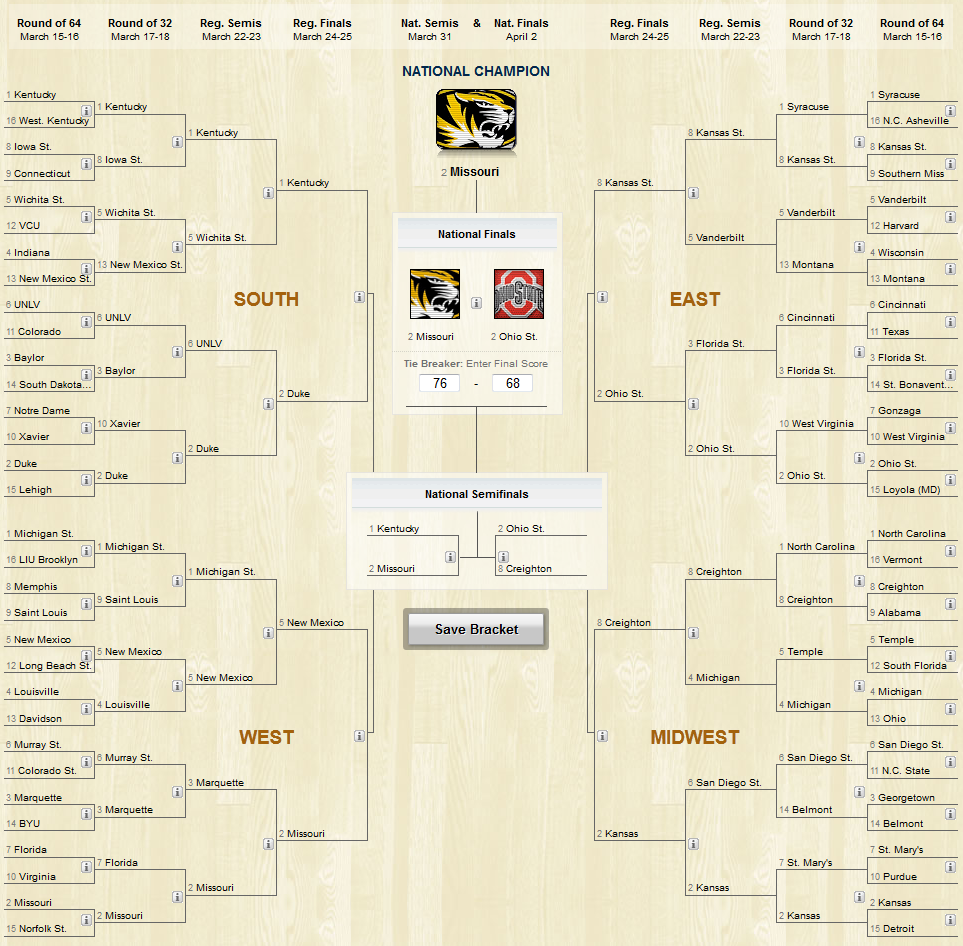 Round of 64
March 15-16
Round of 32
March 17-18
Reg. Semis
March 22-23
Reg. Finals
March 24-25
Nat. Semis & Nat. Finals
March 31 April 2
Reg. Finals
March 24-25
Reg. Semis
March 22-23
Round of 32
March 17-18
Round of 64
March 15-16
NATIONAL CHAMPION
2 Missouri
National Finals
2 Missouri
2 Ohio St.
Tie Breaker: Enter Final Score
76 - 68
National Semifinals
1 Kentucky
2 Missouri
2 Ohio St.
8 Creighton
Save Bracket
SOUTH
1 Kentucky
16 West. Kentucky
8 Iowa St.
9 Connecticut
5 Wichita St.
12 VCU
4 Indiana
13 New Mexico St.
6 UNLV
11 Colorado
3 Baylor
14 South Dakota...
7 Notre Dame
10 Xavier
2 Duke
15 Lehigh
1 Kentucky
8 Iowa St.
5 Wichita St.
13 New Mexico St.
6 UNLV
3 Baylor
10 Xavier
2 Duke
1 Kentucky
5 Wichita St.
6 UNLV
2 Duke
1 Kentucky
2 Duke
WEST
1 Michigan St.
16 LIU Brooklyn
8 Memphis
9 Saint Louis
5 New Mexico
12 Long Beach St.
4 Louisville
13 Davidson
6 Murray St.
11 Colorado St.
3 Marquette
14 BYU
7 Florida
10 Virginia
2 Missouri
15 Norfolk St.
1 Michigan St.
9 Saint Louis
5 New Mexico
4 Louisville
6 Murray St.
3 Marquette
7 Florida
2 Missouri
1 Michigan St.
5 New Mexico
3 Marquette
2 Missouri
5 New Mexico
2 Missouri
EAST
1 Syracuse
16 N.C. Asheville
8 Kansas St.
9 Southern Miss
5 Vanderbilt
12 Harvard
4 Wisconsin
13 Montana
6 Cincinnati
11 Texas
3 Florida St.
14 St. Bonavent...
7 Gonzaga
10 West Virginia
2 Ohio St.
15 Loyola (MD)
1 Syracuse
8 Kansas St.
5 Vanderbilt
13 Montana
6 Cincinnati
3 Florida St.
10 West Virginia
2 Ohio St.
8 Kansas St.
5 Vanderbilt
3 Florida St.
2 Ohio St.
8 Kansas St.
2 Ohio St.
MIDWEST
1 North Carolina
16 Vermont
8 Creighton
9 Alabama
5 Temple
12 South Florida
4 Michigan
13 Ohio
6 San Diego St.
11 N.C. State
3 Georgetown
14 Belmont
7 St. Mary's
10 Purdue
2 Kansas
15 Detroit
1 North Carolina
8 Creighton
5 Temple
4 Michigan
6 San Diego St.
14 Belmont
7 St. Mary's
2 Kansas
8 Creighton
4 Michigan
6 San Diego St.
2 Kansas
8 Creighton
2 Kansas